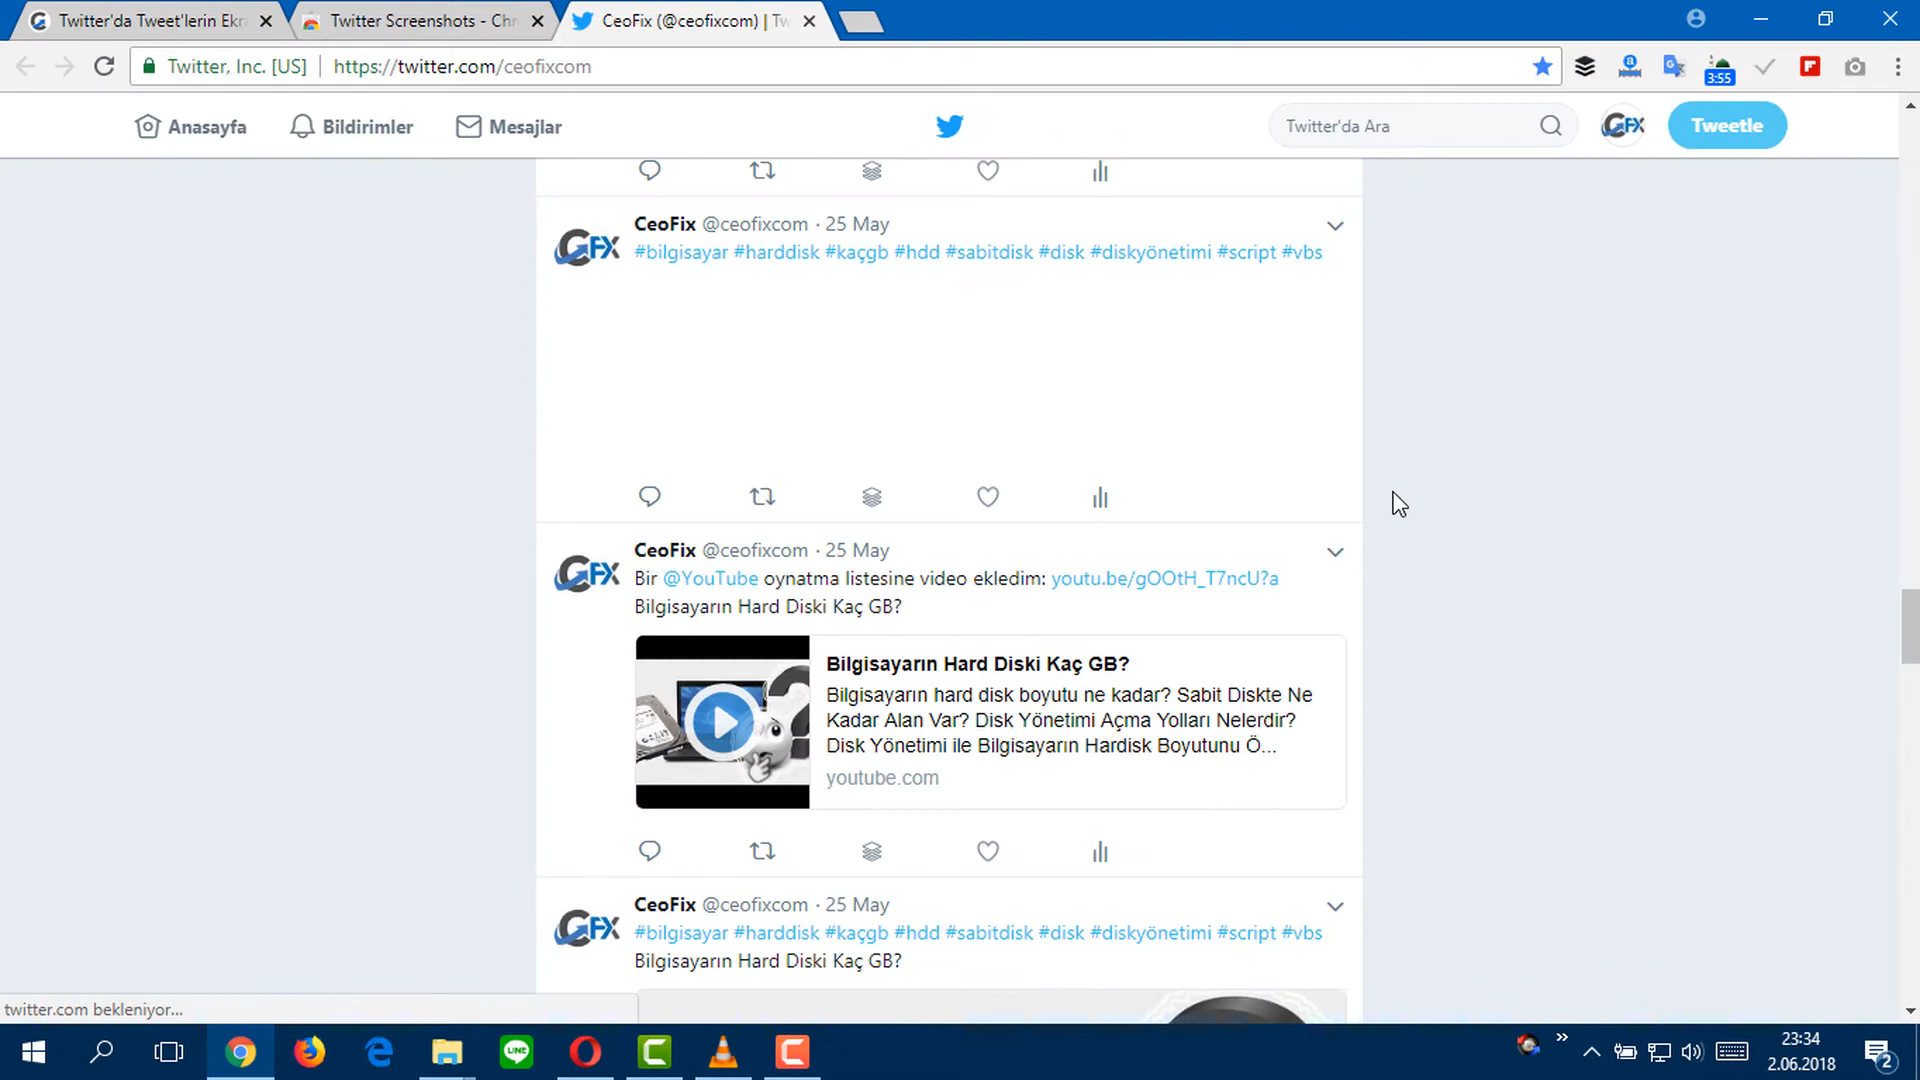 Twitter'da Tweet'lerin Ekr
Twitter Screenshots - Chr
CeoFix (@ceofixcom) | Tw
Twitter, Inc. [US]
https://twitter.com/ceofixcom
3:55
Anasayfa
Bildirimler
Mesajlar
Twitter'da Ara
GFX
Tweetle
CeoFix @ceofixcom · 25 May
GFX
#bilgisayar #harddisk #kaçgb #hdd #sabitdisk #disk #diskyönetimi #script #vbs
CeoFix @ceofixcom · 25 May
GFX
Bir @YouTube oynatma listesine video ekledim: youtu.be/gOOtH_T7ncU?a
Bilgisayarın Hard Diski Kaç GB?
Bilgisayarın Hard Diski Kaç GB?
Bilgisayarın hard disk boyutu ne kadar? Sabit Diskte Ne
Kadar Alan Var? Disk Yönetimi Açma Yolları Nelerdir?
Disk Yönetimi ile Bilgisayarın Hardisk Boyutunu Ö...
youtube.com
CeoFix @ceofixcom · 25 May
GFX
#bilgisayar #harddisk #kaçgb #hdd #sabitdisk #disk #diskyönetimi #script #vbs
Bilgisayarın Hard Diski Kaç GB?
twitter.com bekleniyor...
LINE
23:34
2.06.2018
2